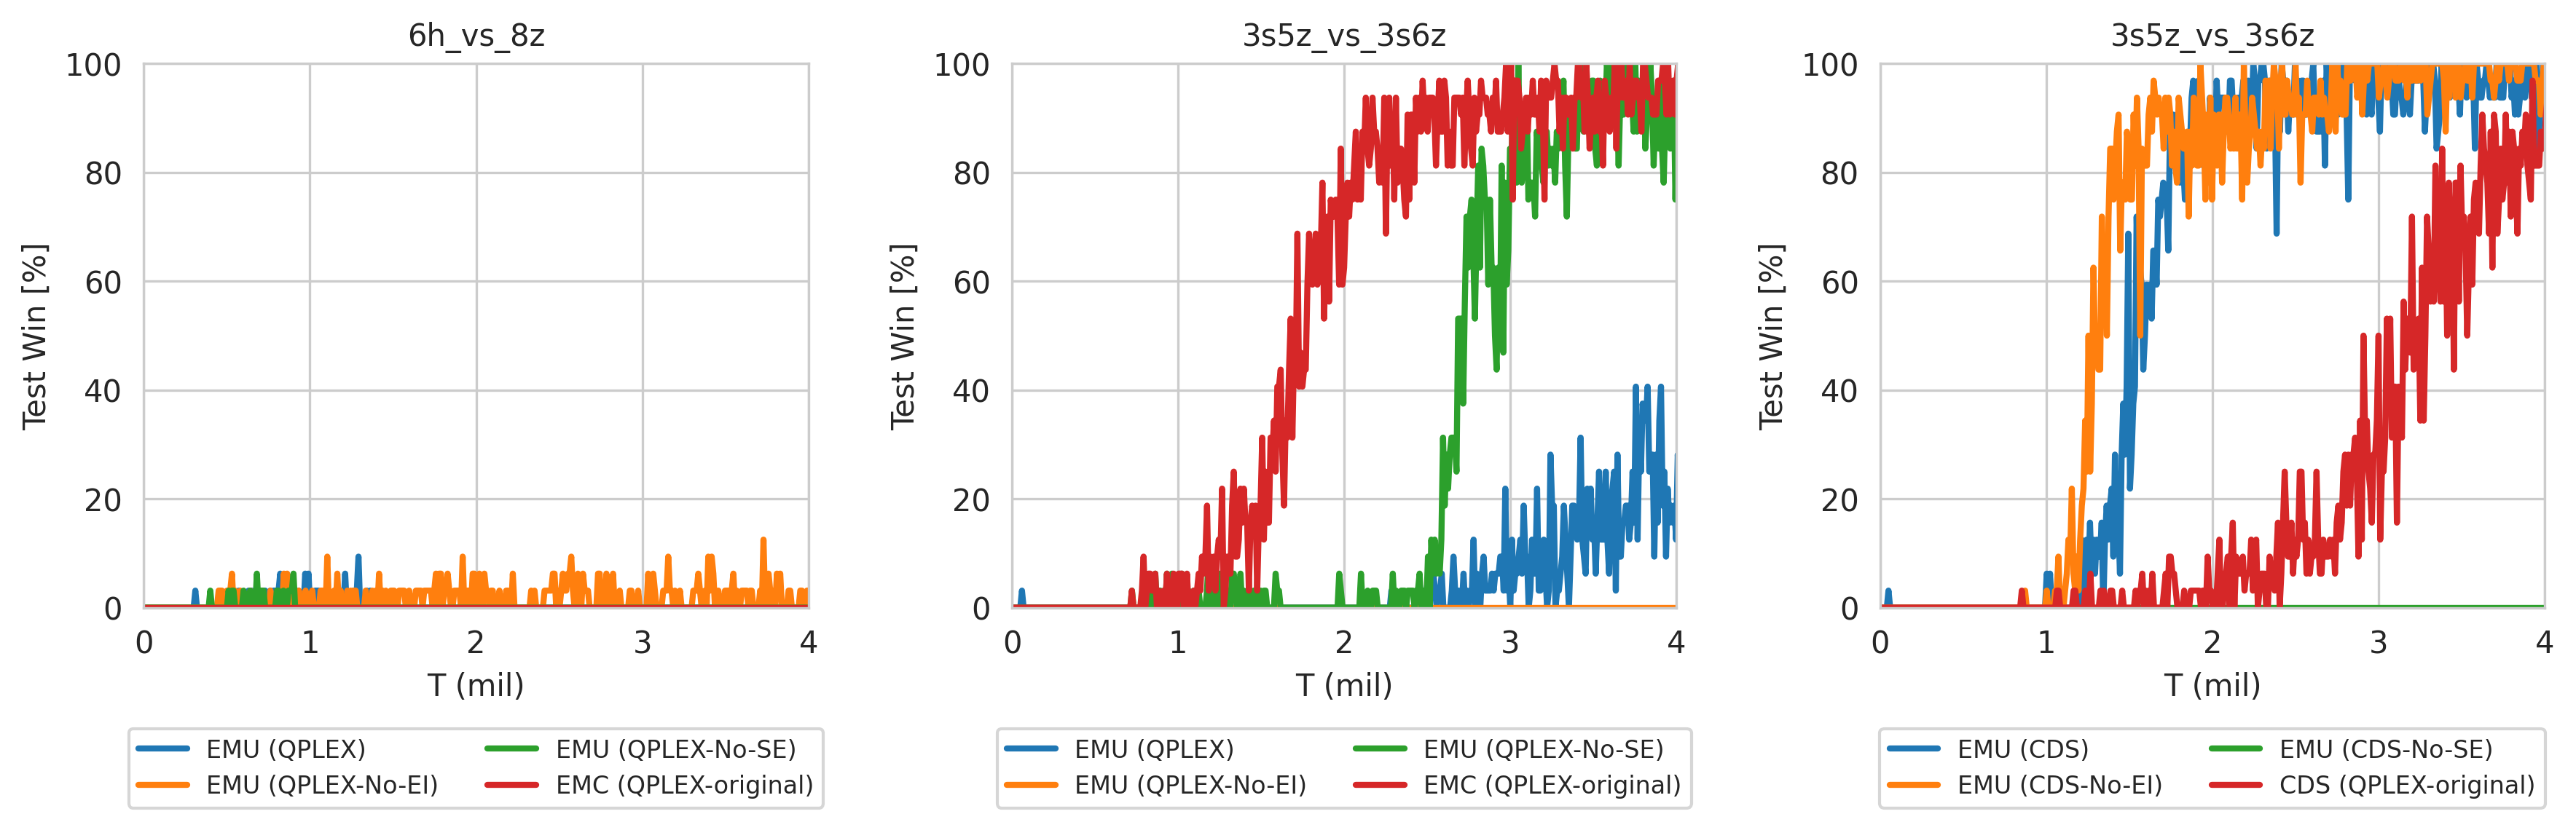 6h_vs_8z
100
80
60
40
20
0
Test Win [%]
0 1 2 3 4
T (mil)
EMU (QPLEX)
EMU (QPLEX-No-SE)
EMU (QPLEX-No-EI)
EMC (QPLEX-original)
3s5z_vs_3s6z
100
80
60
40
20
0
Test Win [%]
0 1 2 3 4
T (mil)
EMU (QPLEX)
EMU (QPLEX-No-SE)
EMU (QPLEX-No-EI)
EMC (QPLEX-original)
3s5z_vs_3s6z
100
80
60
40
20
0
Test Win [%]
0 1 2 3 4
T (mil)
EMU (CDS)
EMU (CDS-No-SE)
EMU (CDS-No-EI)
CDS (QPLEX-original)